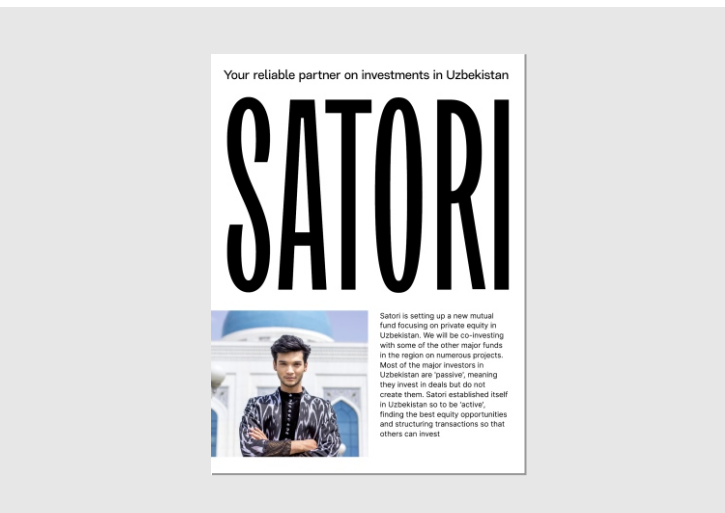 Your reliable partner on investments in Uzbekistan
SATORI
Satori is setting up a new mutual
fund focusing on private equity in
Uzbekistan. We will be co-investing
with some of the other major funds
in the region on numerous projects.
Most of the major investors in
Uzbekistan are 'passive', meaning
they invest in deals but do not
create them. Satori established itself
in Uzbekistan so to be 'active',
finding the best equity opportunities
and structuring transactions so that
others can invest